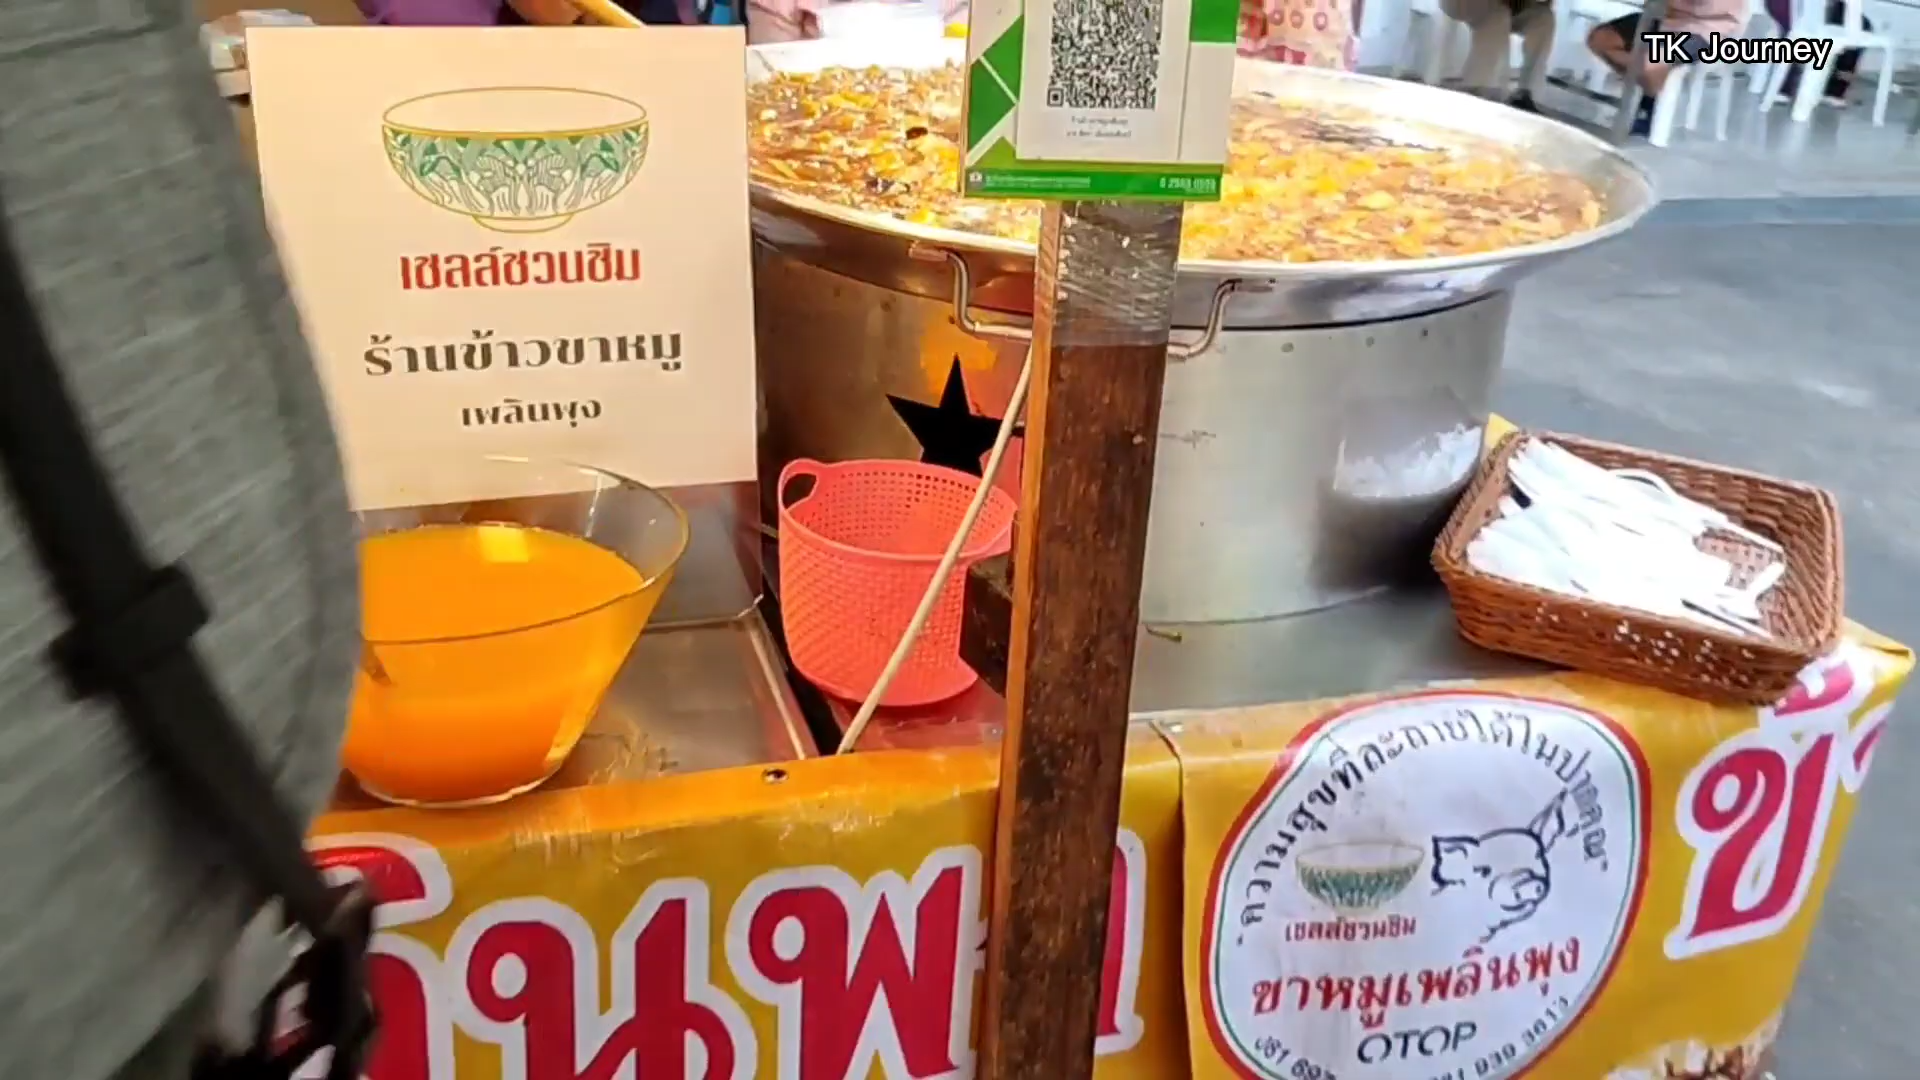 TK Journey
เชลล์ชวนชิม
ร้านข้าวขาหมู
เพลินพุง
"ความสุขที่ละลายได้ในปากคุณ"
เชลล์ชวนชิม
ขาหมูเพลินพุง
OTOP